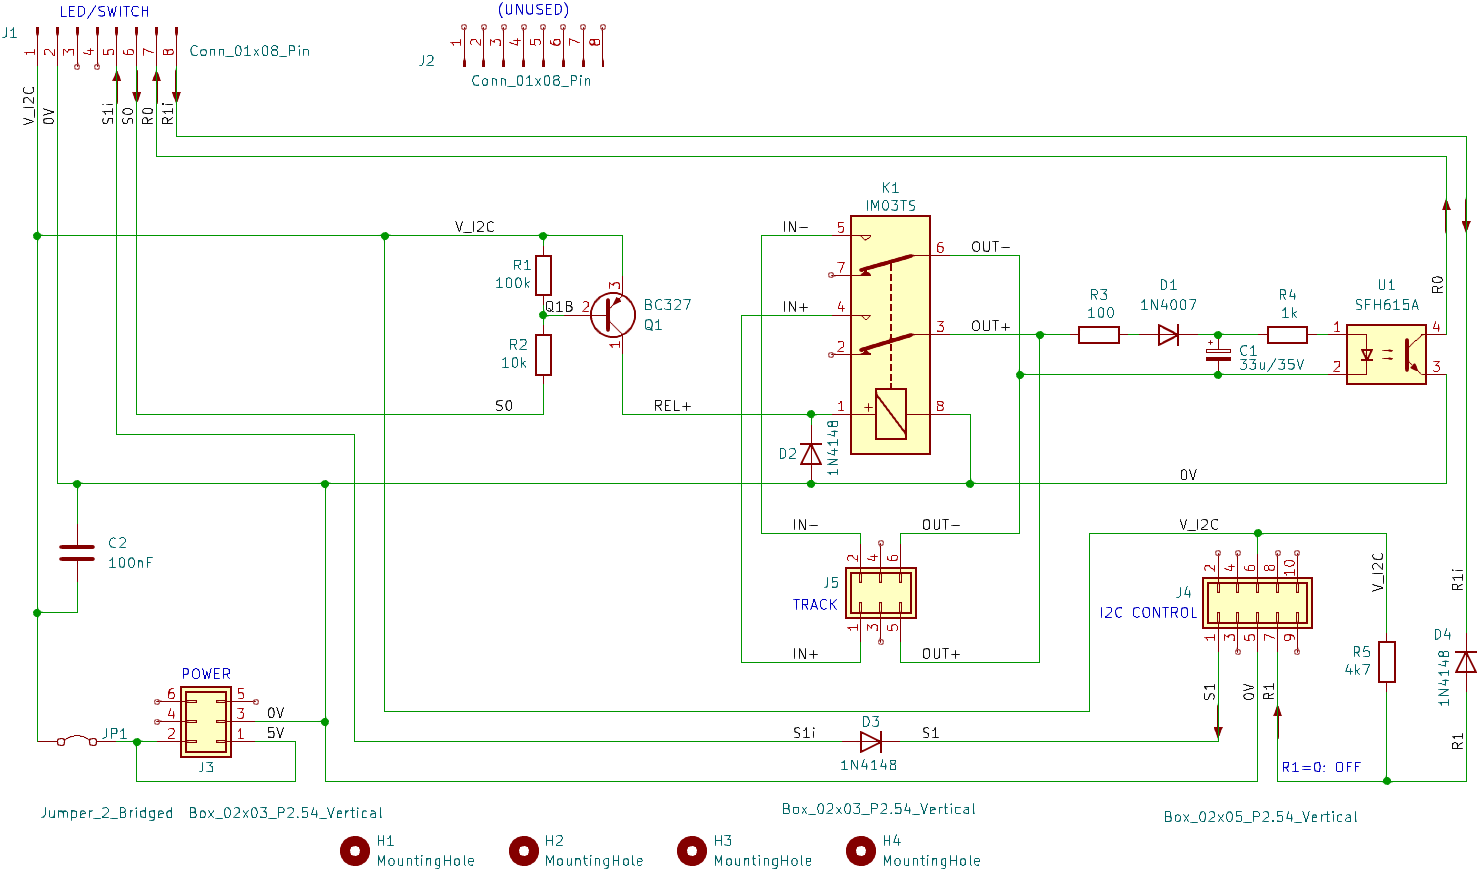 LED/SWITCH
J1
1 2 3 4 5 6 7 8
Conn_01x08_Pin
V_I2C
0V
S1i
S0
R0
R1i
(UNUSED)
1 2 3 4 5 6 7 8
J2
Conn_01x08_Pin
V_I2C
R1
100k
Q1B
2
3
1
BC327
Q1
R2
10k
S0
REL+
K1
IM03TS
IN-
5
7
IN+
4
2
1
+
6
OUT-
3
OUT+
8
D2
1N4148
R3
100
D1
1N4007
R4
1k
+
C1
33u/35V
U1
SFH615A
1
2
4
3
R0
0V
C2
100nF
IN-
OUT-
2 4 6
J5
TRACK
1 3 5
IN+
OUT+
V_I2C
2 4 6 8 10
J4
I2C CONTROL
1 3 5 7 9
S1
0V
R1
V_I2C
R5
4k7
R1i
D4
1N4148
R1
R1=0: OFF
POWER
6
4
2
5
3
1
0V
5V
JP1
J3
S1i
D3
S1
1N4148
Jumper_2_Bridged
Box_02x03_P2.54_Vertical
Box_02x03_P2.54_Vertical
Box_02x05_P2.54_Vertical
H1
MountingHole
H2
MountingHole
H3
MountingHole
H4
MountingHole